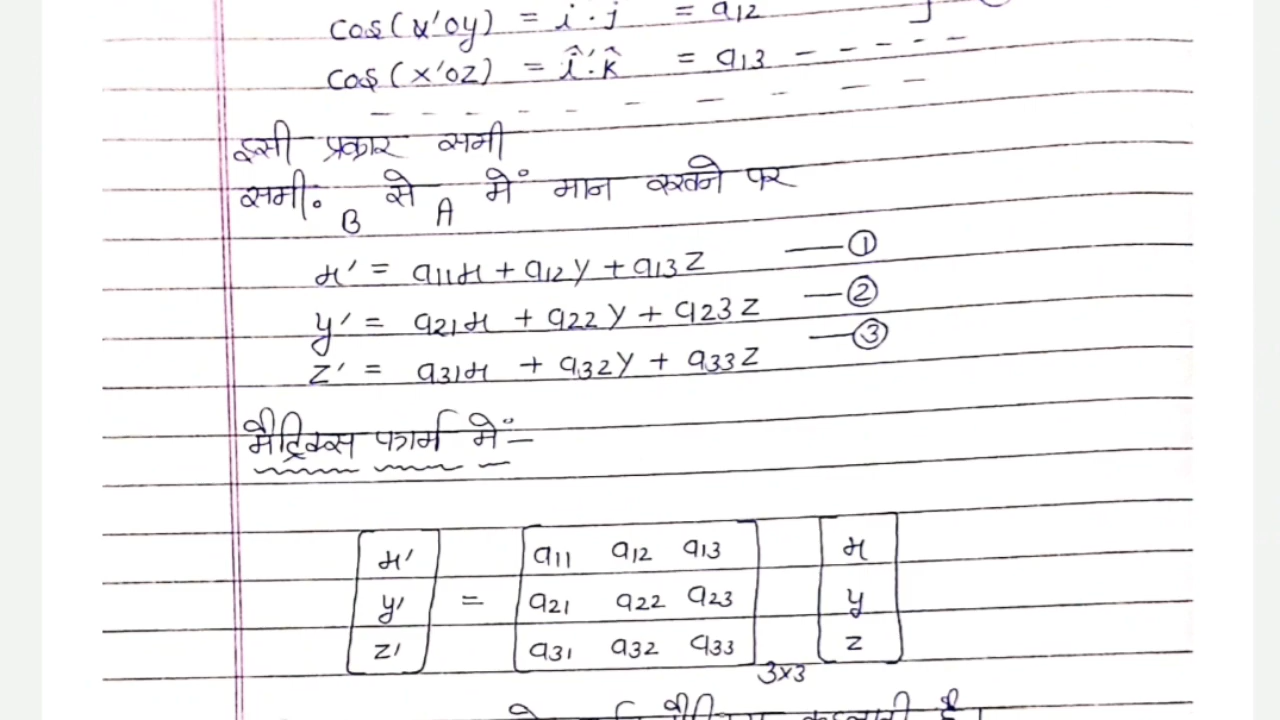 cos(x'oy) = i . j = a12
cos(x'oz) = î'.k̂ = a13 - - - - -
इसी प्रकार सभी
समी. B से A में मान रखने पर
x' = a11x + a12y + a13z —①
y' = a21x + a22y + a23z —②
z' = a31x + a32y + a33z —③
मैट्रिक्स फार्म में:-
x' = a11 a12 a13 x
y' a21 a22 a23 y
z' a31 a32 a33 z
3×3